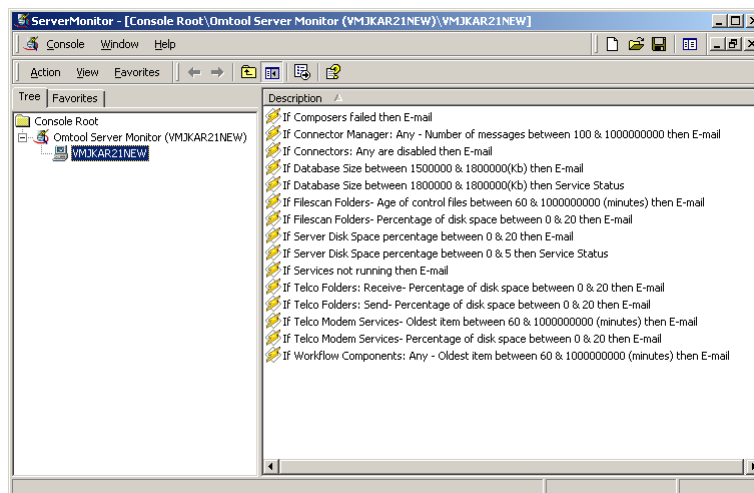 ServerMonitor - [Console Root\Omtool Server Monitor (VMJKAR21NEW)\VMJKAR21NEW]
Console Window Help
Action View Favorites
Tree Favorites
Console Root
Omtool Server Monitor (VMJKAR21NEW)
VMJKAR21NEW
Description
If Composers failed then E-mail
If Connector Manager: Any - Number of messages between 100 & 1000000000 then E-mail
If Connectors: Any are disabled then E-mail
If Database Size between 1500000 & 1800000(Kb) then E-mail
If Database Size between 1800000 & 1800000(Kb) then Service Status
If Filescan Folders- Age of control files between 60 & 1000000000 (minutes) then E-mail
If Filescan Folders- Percentage of disk space between 0 & 20 then E-mail
If Server Disk Space percentage between 0 & 20 then E-mail
If Server Disk Space percentage between 0 & 5 then Service Status
If Services not running then E-mail
If Telco Folders: Receive- Percentage of disk space between 0 & 20 then E-mail
If Telco Folders: Send- Percentage of disk space between 0 & 20 then E-mail
If Telco Modem Services- Oldest item between 60 & 1000000000 (minutes) then E-mail
If Telco Modem Services- Percentage of disk space between 0 & 20 then E-mail
If Workflow Components: Any - Oldest item between 60 & 1000000000 (minutes) then E-mail